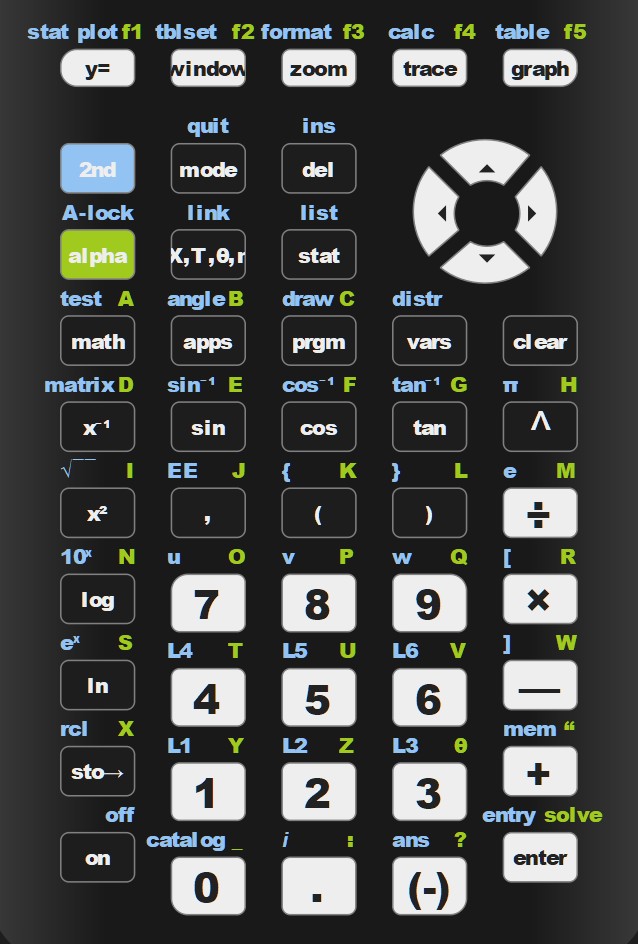 stat plot f1 tblset f2 format f3 calc f4 table f5
y= window zoom trace graph
quit ins
2nd mode del
A-lock link list
alpha X,T,θ,n stat
test A angle B draw C distr
math apps prgm vars clear
matrix D sin⁻¹ E cos⁻¹ F tan⁻¹ G π H
x⁻¹ sin cos tan ^
√‾‾ I EE J { K } L e M
x² , ( ) ÷
10ˣ N u O v P w Q [ R
log 7 8 9 ×
eˣ S L4 T L5 U L6 V ] W
ln 4 5 6 —
rcl X L1 Y L2 Z L3 θ mem “
sto→ 1 2 3 +
off catalog _ i : ans ? entry solve
on 0 . (-) enter